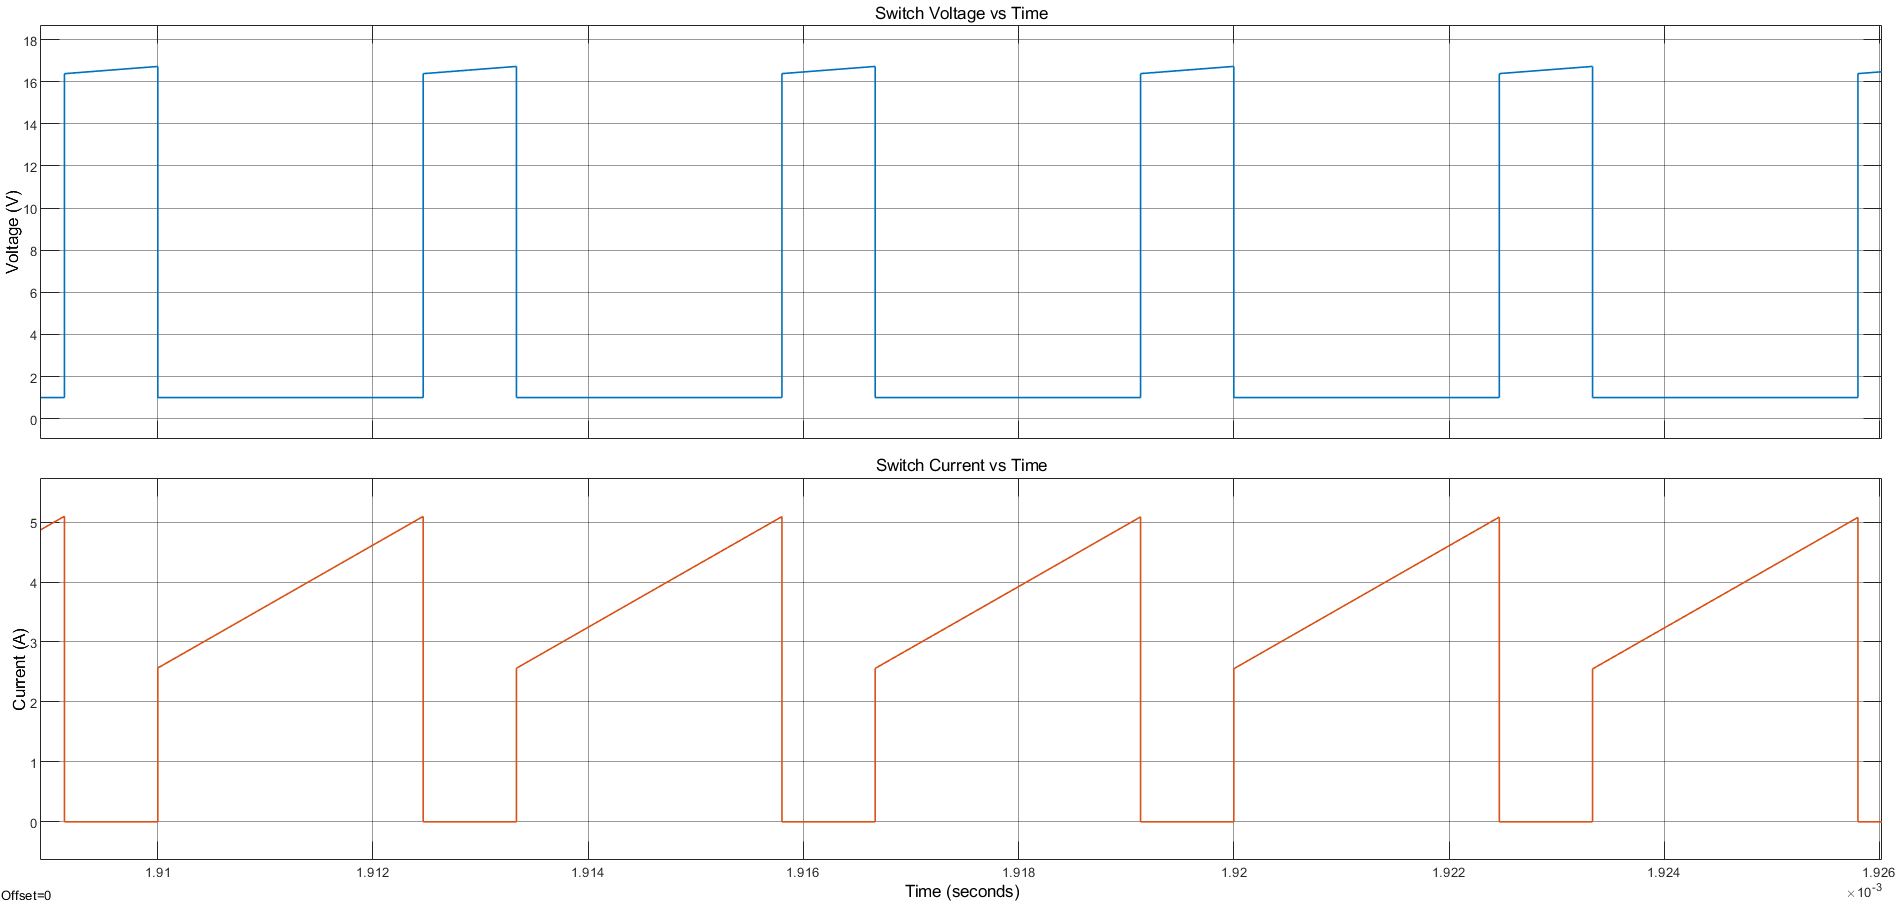 Switch Voltage vs Time
18
16
14
12
10
8
6
4
2
0
Voltage (V)
Switch Current vs Time
5
4
3
2
1
0
Current (A)
1.91 1.912 1.914 1.916 1.918 1.92 1.922 1.924 1.926
Time (seconds)
×10⁻³
Offset=0